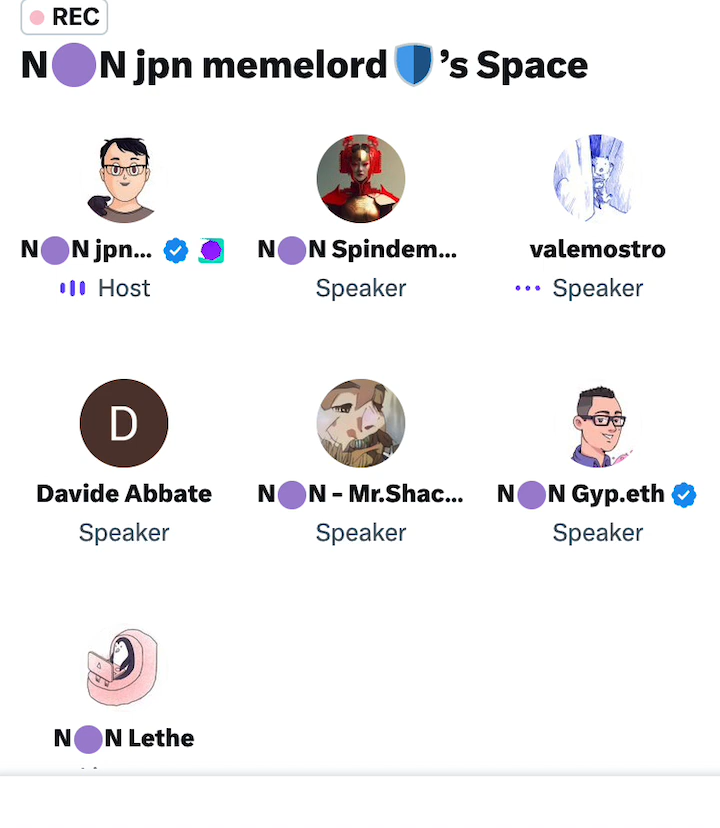 REC
N🟣N jpn memelord🛡️’s Space
N🟣N jpn... N🟣N Spindem... valemostro
Host Speaker Speaker
D
Davide Abbate N🟣N - Mr.Shac... N🟣N Gyp.eth
Speaker Speaker Speaker
N🟣N Lethe